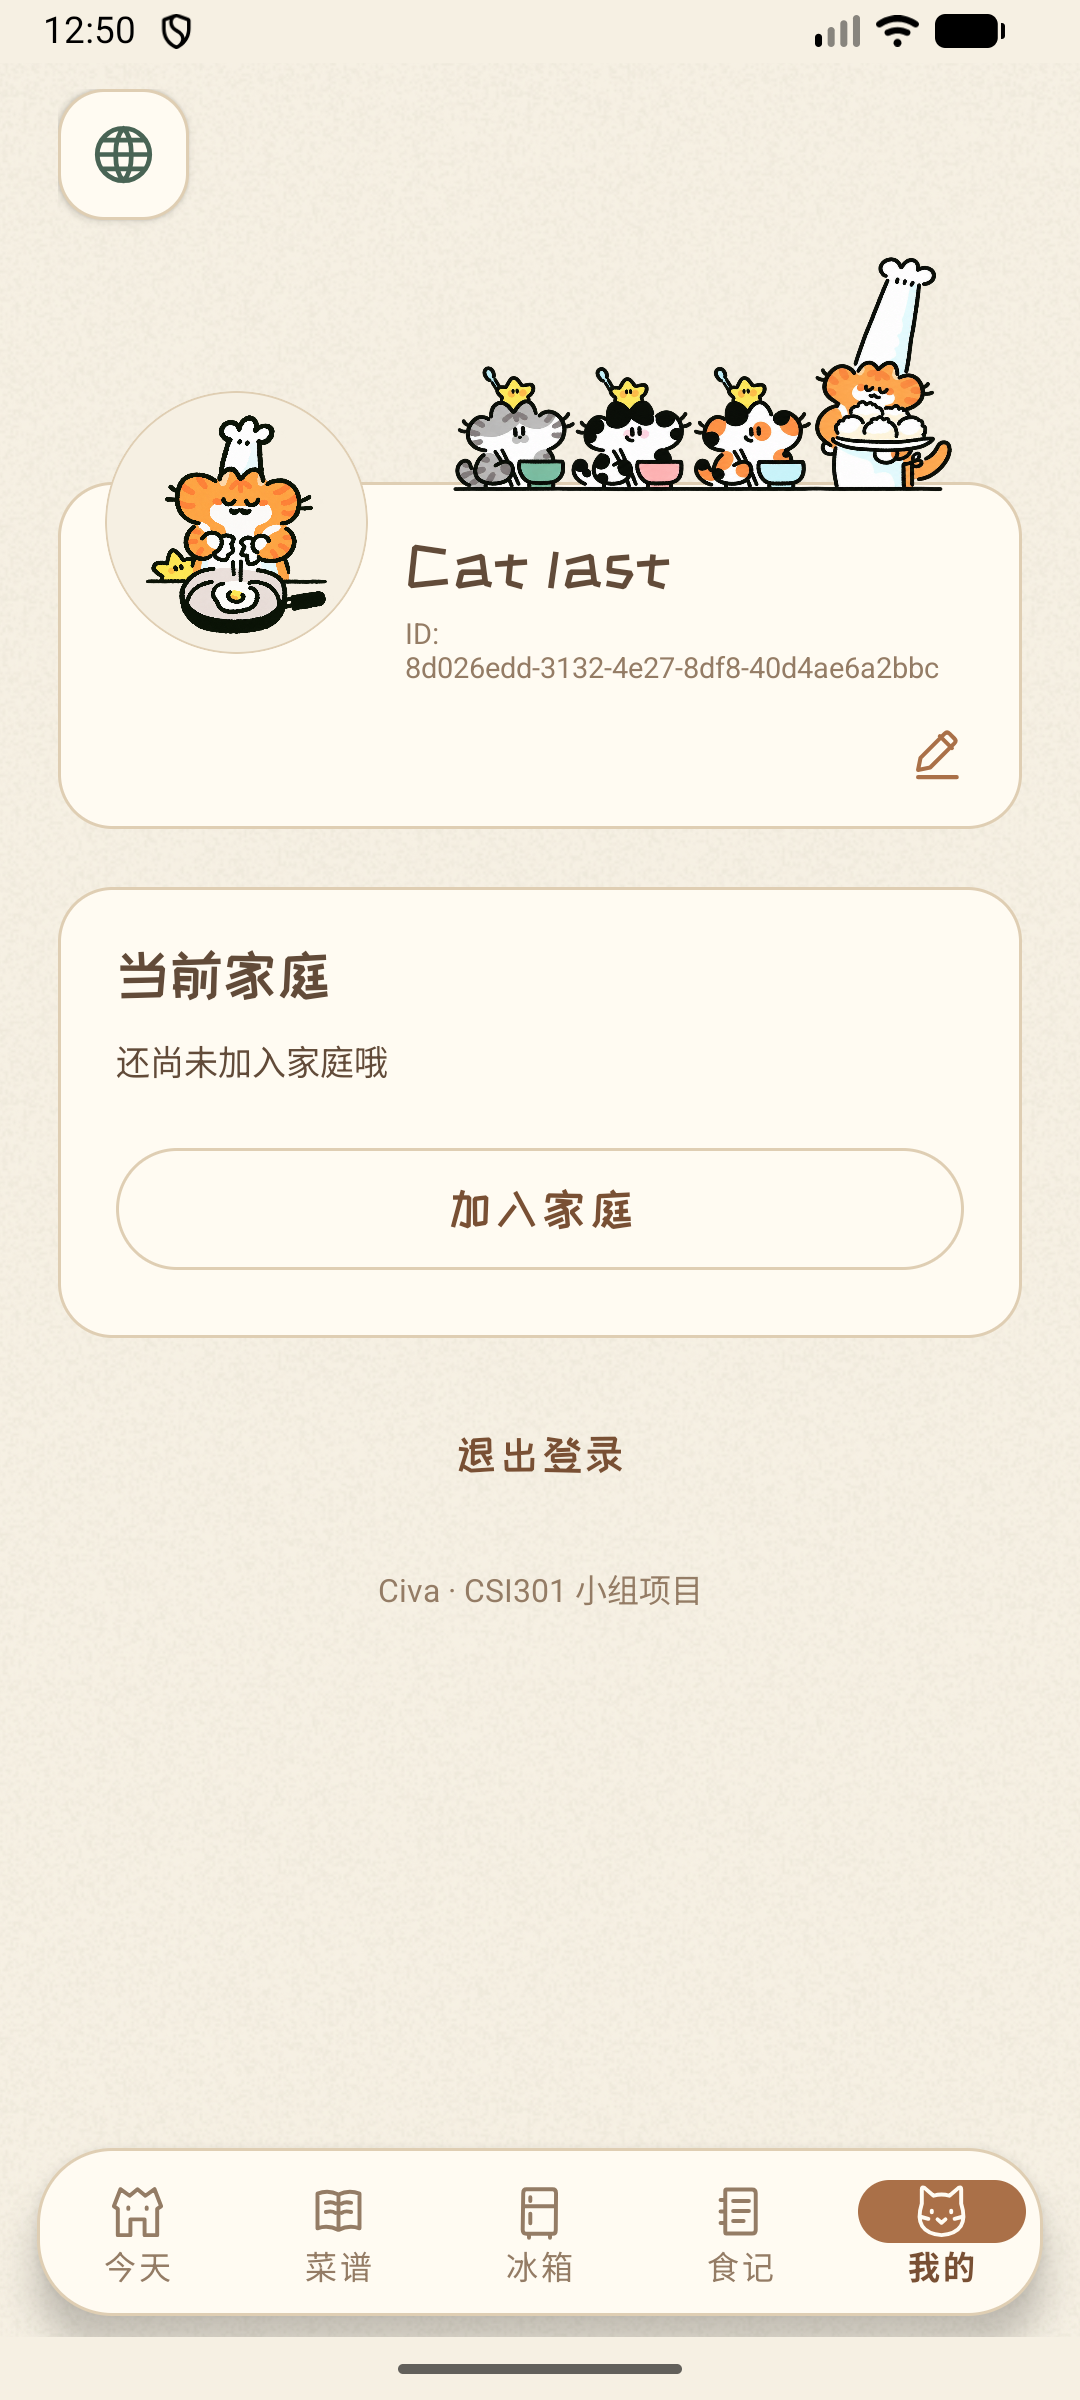 12:50
Cat last
ID:
8d026edd-3132-4e27-8df8-40d4ae6a2bbc
当前家庭
还尚未加入家庭哦
加入家庭
退出登录
Civa · CSI301 小组项目
今天
菜谱
冰箱
食记
我的